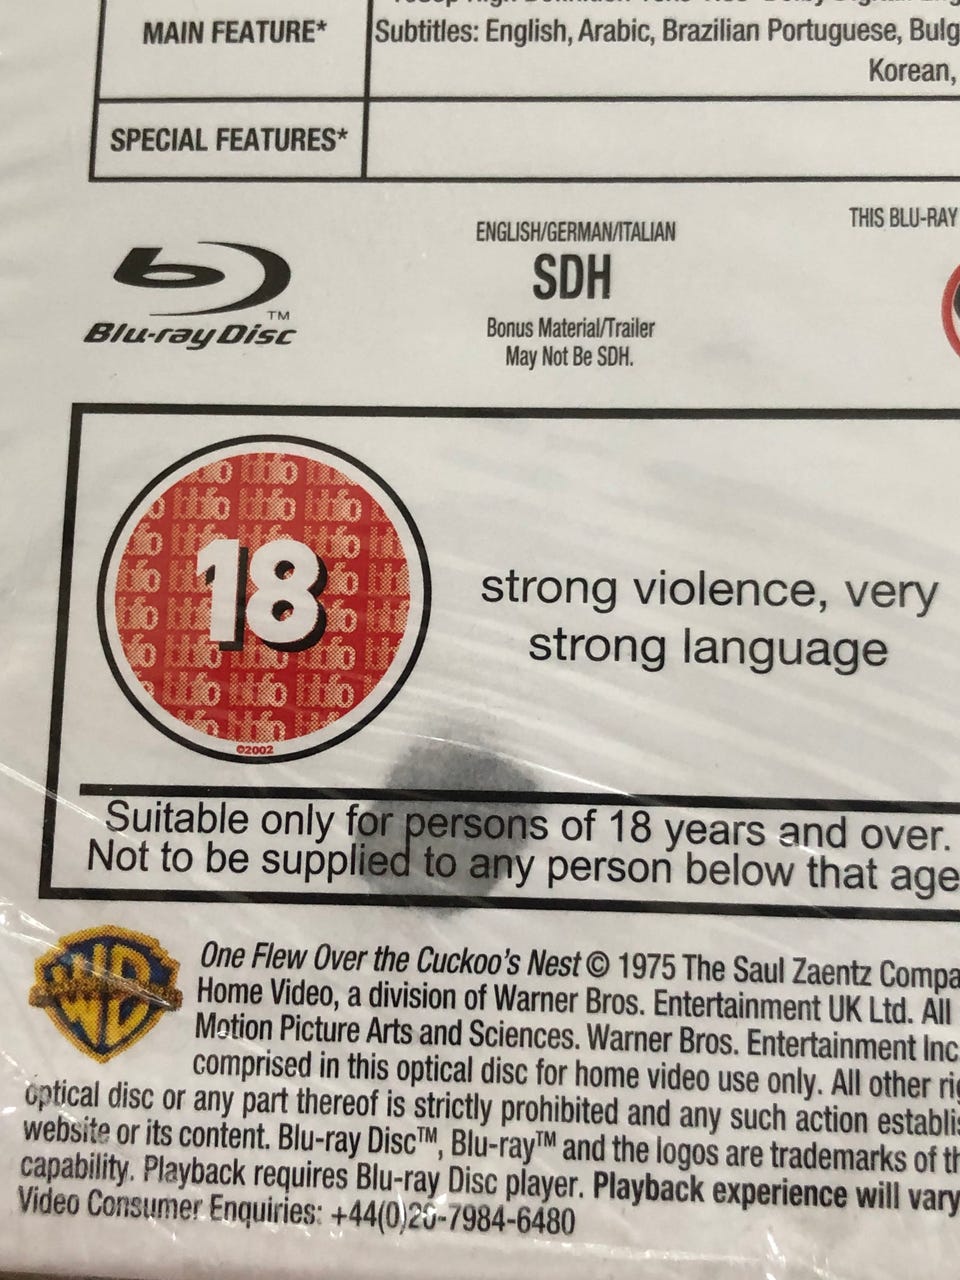 MAIN FEATURE*
Subtitles: English, Arabic, Brazilian Portuguese, Bulg
Korean,
SPECIAL FEATURES*
Blu-ray Disc
TM
ENGLISH/GERMAN/ITALIAN
SDH
Bonus Material/Trailer
May Not Be SDH.
THIS BLU-RAY
18
©2002
strong violence, very
strong language
Suitable only for persons of 18 years and over.
Not to be supplied to any person below that age
WB
One Flew Over the Cuckoo's Nest © 1975 The Saul Zaentz Compa
Home Video, a division of Warner Bros. Entertainment UK Ltd. All
Motion Picture Arts and Sciences. Warner Bros. Entertainment Inc
comprised in this optical disc for home video use only. All other rig
optical disc or any part thereof is strictly prohibited and any such action establis
website or its content. Blu-ray Disc™, Blu-ray™ and the logos are trademarks of th
capability. Playback requires Blu-ray Disc player. Playback experience will vary
Video Consumer Enquiries: +44(0)20-7984-6480